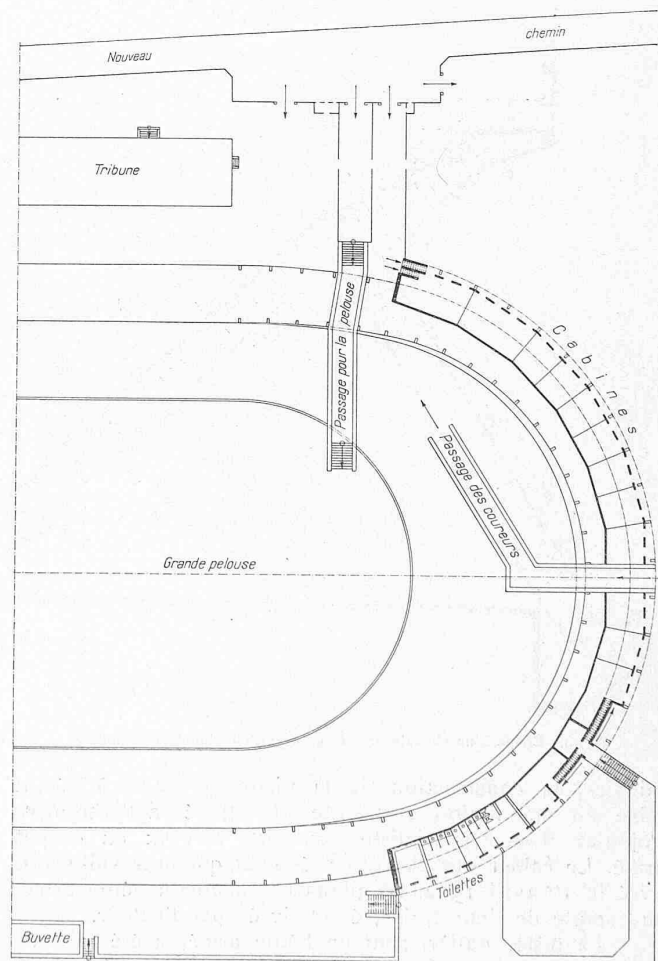 Nouveau
chemin
Tribune
Passage pour la pelouse
Cabines
Passage des coureurs
Grande pelouse
Toilettes
Buvette